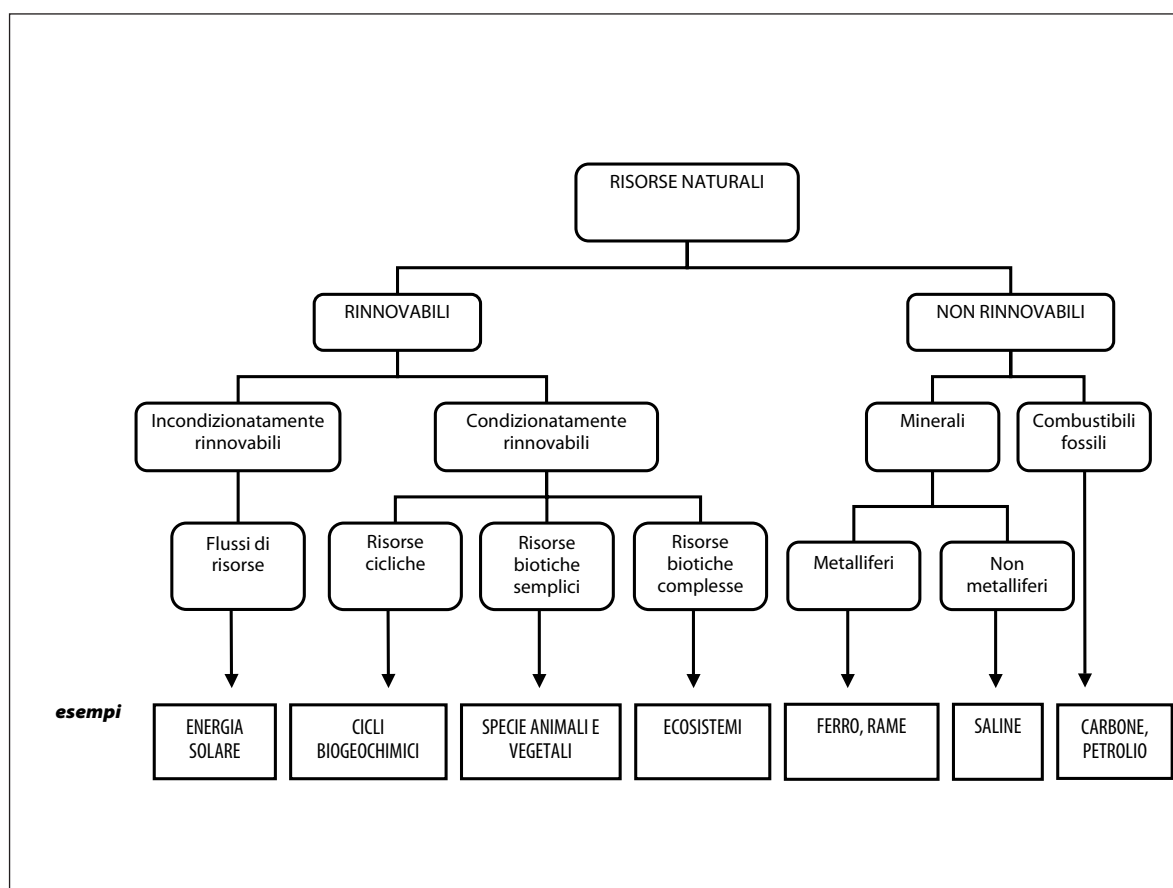 RISORSE NATURALI
RINNOVABILI
NON RINNOVABILI
Incondizionatamente
rinnovabili
Condizionatamente
rinnovabili
Minerali
Combustibili
fossili
Flussi di
risorse
Risorse
cicliche
Risorse
biotiche
semplici
Risorse
biotiche
complesse
Metalliferi
Non
metalliferi
esempi
ENERGIA
SOLARE
CICLI
BIOGEOCHIMICI
SPECIE ANIMALI E
VEGETALI
ECOSISTEMI
FERRO, RAME
SALINE
CARBONE,
PETROLIO